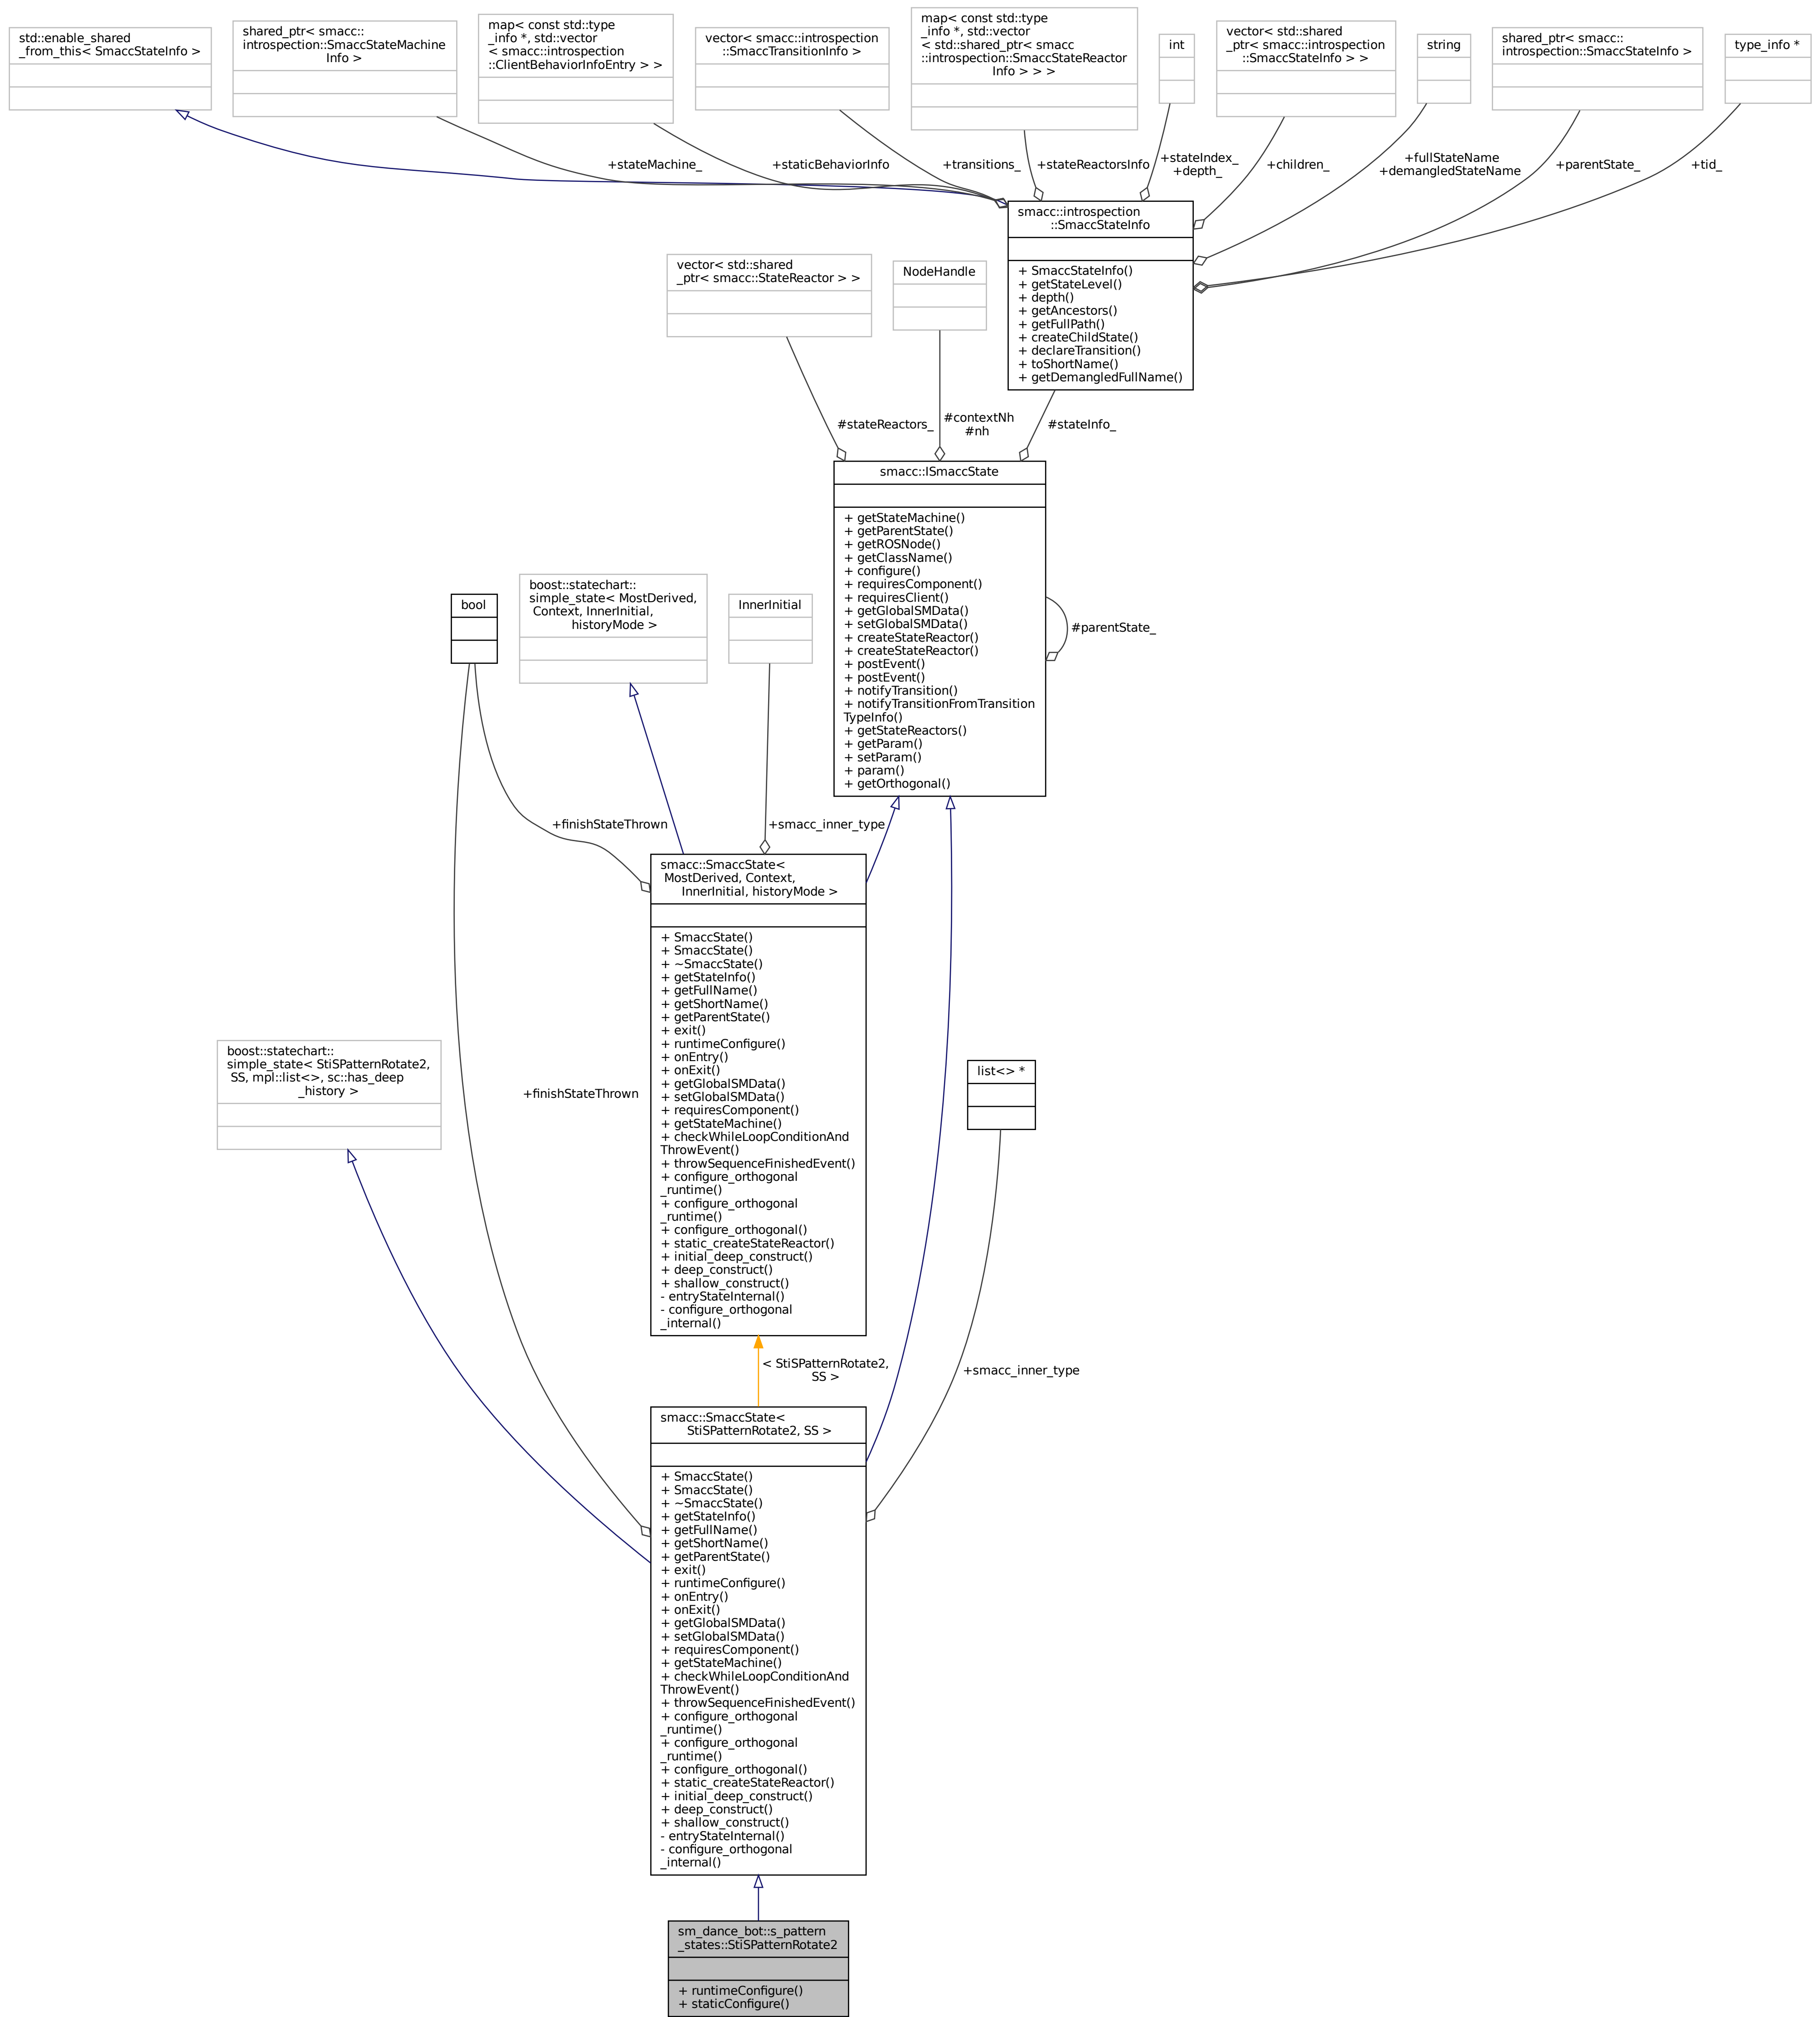 std::enable_shared
_from_this< SmaccStateInfo >
shared_ptr< smacc::
introspection::SmaccStateMachine
Info >
map< const std::type
_info *, std::vector
< smacc::introspection
::ClientBehaviorInfoEntry > >
vector< smacc::introspection
::SmaccTransitionInfo >
map< const std::type
_info *, std::vector
< std::shared_ptr< smacc
::introspection::SmaccStateReactor
Info > > >
int
vector< std::shared
_ptr< smacc::introspection
::SmaccStateInfo > >
string
shared_ptr< smacc::
introspection::SmaccStateInfo >
type_info *
+stateMachine_
+staticBehaviorInfo
+transitions_
+stateReactorsInfo
+stateIndex_
+depth_
+children_
+fullStateName
+demangledStateName
+parentState_
+tid_
smacc::introspection
::SmaccStateInfo
+ SmaccStateInfo()
+ getStateLevel()
+ depth()
+ getAncestors()
+ getFullPath()
+ createChildState()
+ declareTransition()
+ toShortName()
+ getDemangledFullName()
vector< std::shared
_ptr< smacc::StateReactor > >
NodeHandle
#stateReactors_
#contextNh
#nh
#stateInfo_
smacc::ISmaccState
+ getStateMachine()
+ getParentState()
+ getROSNode()
+ getClassName()
+ configure()
+ requiresComponent()
+ requiresClient()
+ getGlobalSMData()
+ setGlobalSMData()
+ createStateReactor()
+ createStateReactor()
+ postEvent()
+ postEvent()
+ notifyTransition()
+ notifyTransitionFromTransition
TypeInfo()
+ getStateReactors()
+ getParam()
+ setParam()
+ param()
+ getOrthogonal()
#parentState_
bool
boost::statechart::
simple_state< MostDerived,
Context, InnerInitial,
historyMode >
InnerInitial
+finishStateThrown
+smacc_inner_type
smacc::SmaccState<
MostDerived, Context,
InnerInitial, historyMode >
+ SmaccState()
+ SmaccState()
+ ~SmaccState()
+ getStateInfo()
+ getFullName()
+ getShortName()
+ getParentState()
+ exit()
+ runtimeConfigure()
+ onEntry()
+ onExit()
+ getGlobalSMData()
+ setGlobalSMData()
+ requiresComponent()
+ getStateMachine()
+ checkWhileLoopConditionAnd
ThrowEvent()
+ throwSequenceFinishedEvent()
+ configure_orthogonal
_runtime()
+ configure_orthogonal
_runtime()
+ configure_orthogonal()
+ static_createStateReactor()
+ initial_deep_construct()
+ deep_construct()
+ shallow_construct()
- entryStateInternal()
- configure_orthogonal
_internal()
boost::statechart::
simple_state< StiSPatternRotate2,
SS, mpl::list<>, sc::has_deep
_history >
+finishStateThrown
list<> *
< StiSPatternRotate2,
SS >
+smacc_inner_type
smacc::SmaccState<
StiSPatternRotate2, SS >
+ SmaccState()
+ SmaccState()
+ ~SmaccState()
+ getStateInfo()
+ getFullName()
+ getShortName()
+ getParentState()
+ exit()
+ runtimeConfigure()
+ onEntry()
+ onExit()
+ getGlobalSMData()
+ setGlobalSMData()
+ requiresComponent()
+ getStateMachine()
+ checkWhileLoopConditionAnd
ThrowEvent()
+ throwSequenceFinishedEvent()
+ configure_orthogonal
_runtime()
+ configure_orthogonal
_runtime()
+ configure_orthogonal()
+ static_createStateReactor()
+ initial_deep_construct()
+ deep_construct()
+ shallow_construct()
- entryStateInternal()
- configure_orthogonal
_internal()
sm_dance_bot::s_pattern
_states::StiSPatternRotate2
+ runtimeConfigure()
+ staticConfigure()